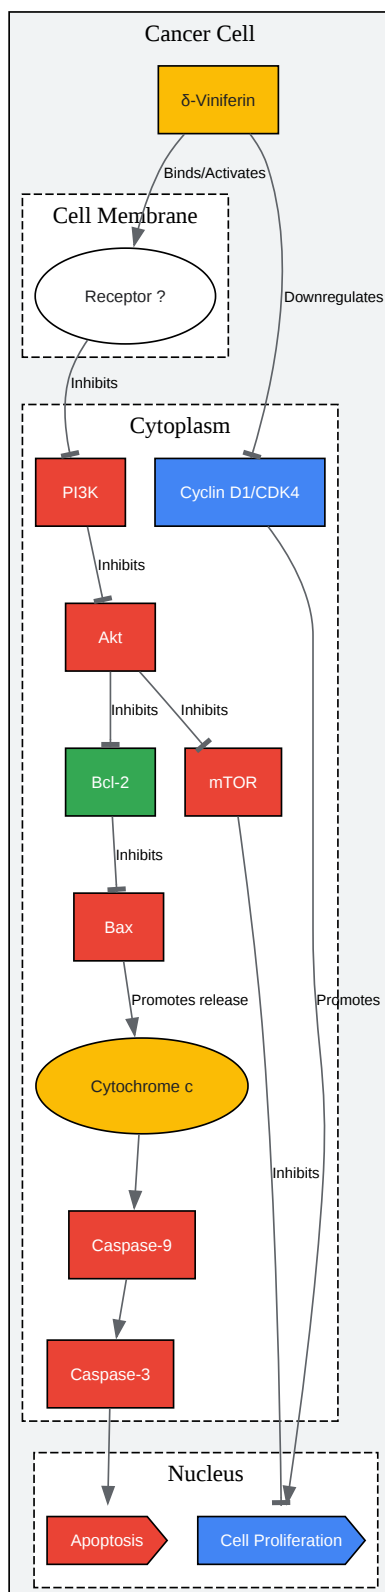 Cancer Cell
δ-Viniferin
Binds/Activates
Cell Membrane
Receptor ?
Downregulates
Inhibits
Cytoplasm
PI3K
Cyclin D1/CDK4
Inhibits
Akt
Inhibits
Inhibits
Bcl-2
mTOR
Inhibits
Bax
Promotes release
Promotes
Cytochrome c
Inhibits
Caspase-9
Caspase-3
Nucleus
Apoptosis
Cell Proliferation